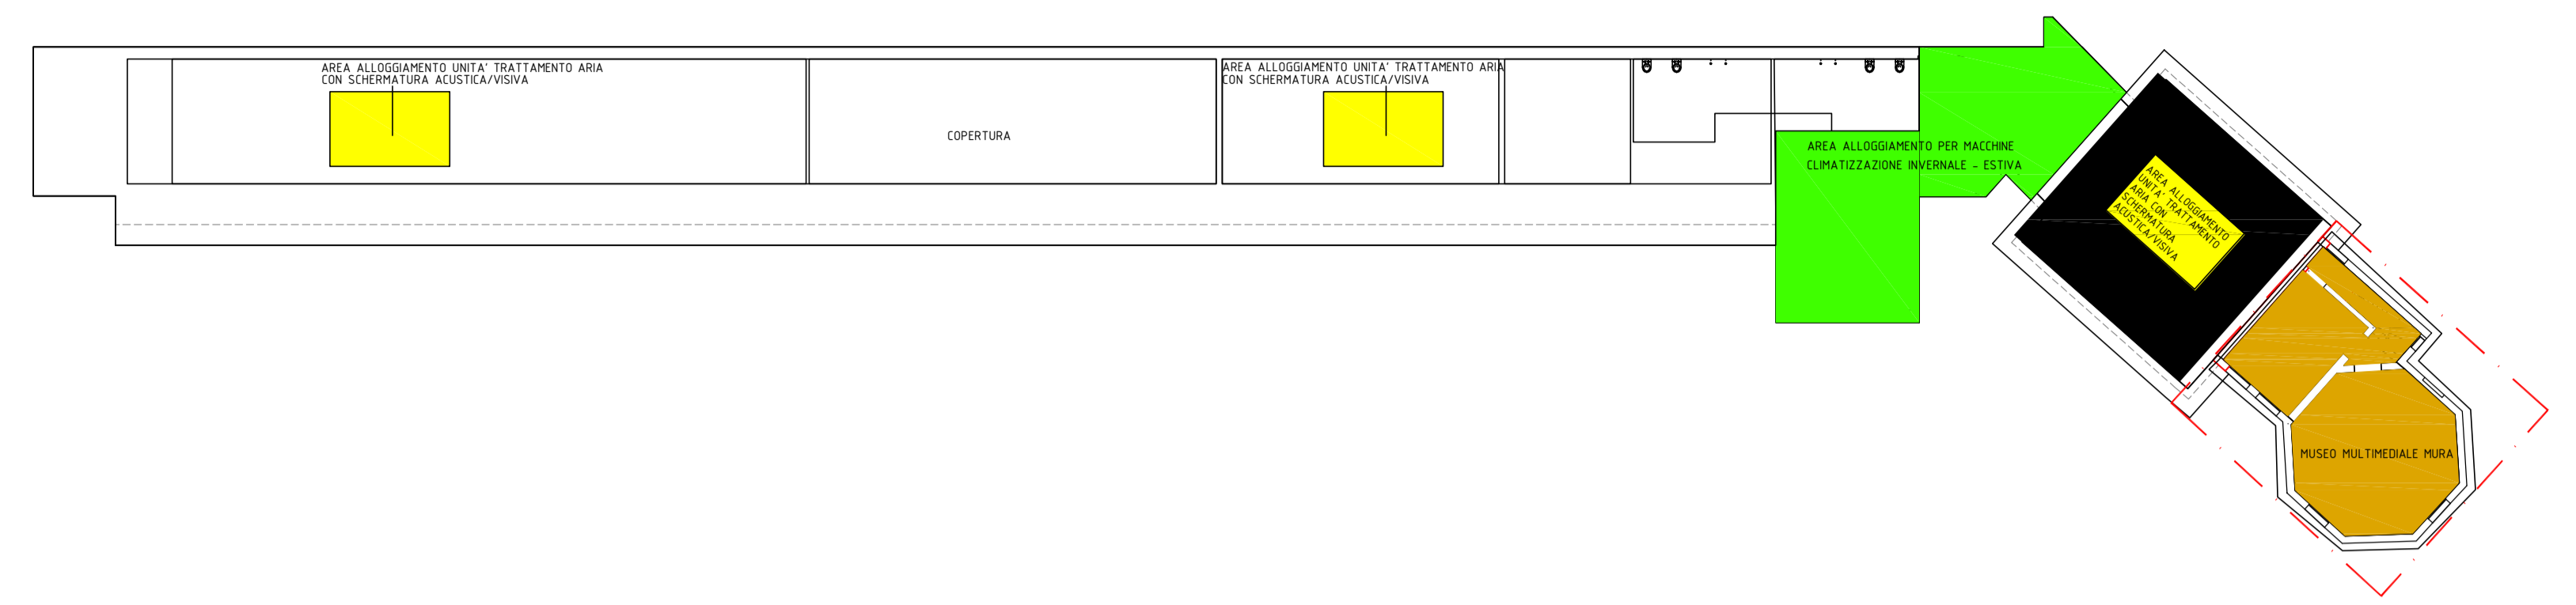 AREA ALLOGGIAMENTO UNITA' TRATTAMENTO ARIA
CON SCHERMATURA ACUSTICA/VISIVA
COPERTURA
AREA ALLOGGIAMENTO UNITA' TRATTAMENTO ARIA
CON SCHERMATURA ACUSTICA/VISIVA
AREA ALLOGGIAMENTO PER MACCHINE
CLIMATIZZAZIONE INVERNALE - ESTIVA
AREA ALLOGGIAMENTO
UNITA' TRATTAMENTO
ARIA CON
SCHERMATURA
ACUSTICA/VISIVA
MUSEO MULTIMEDIALE MURA